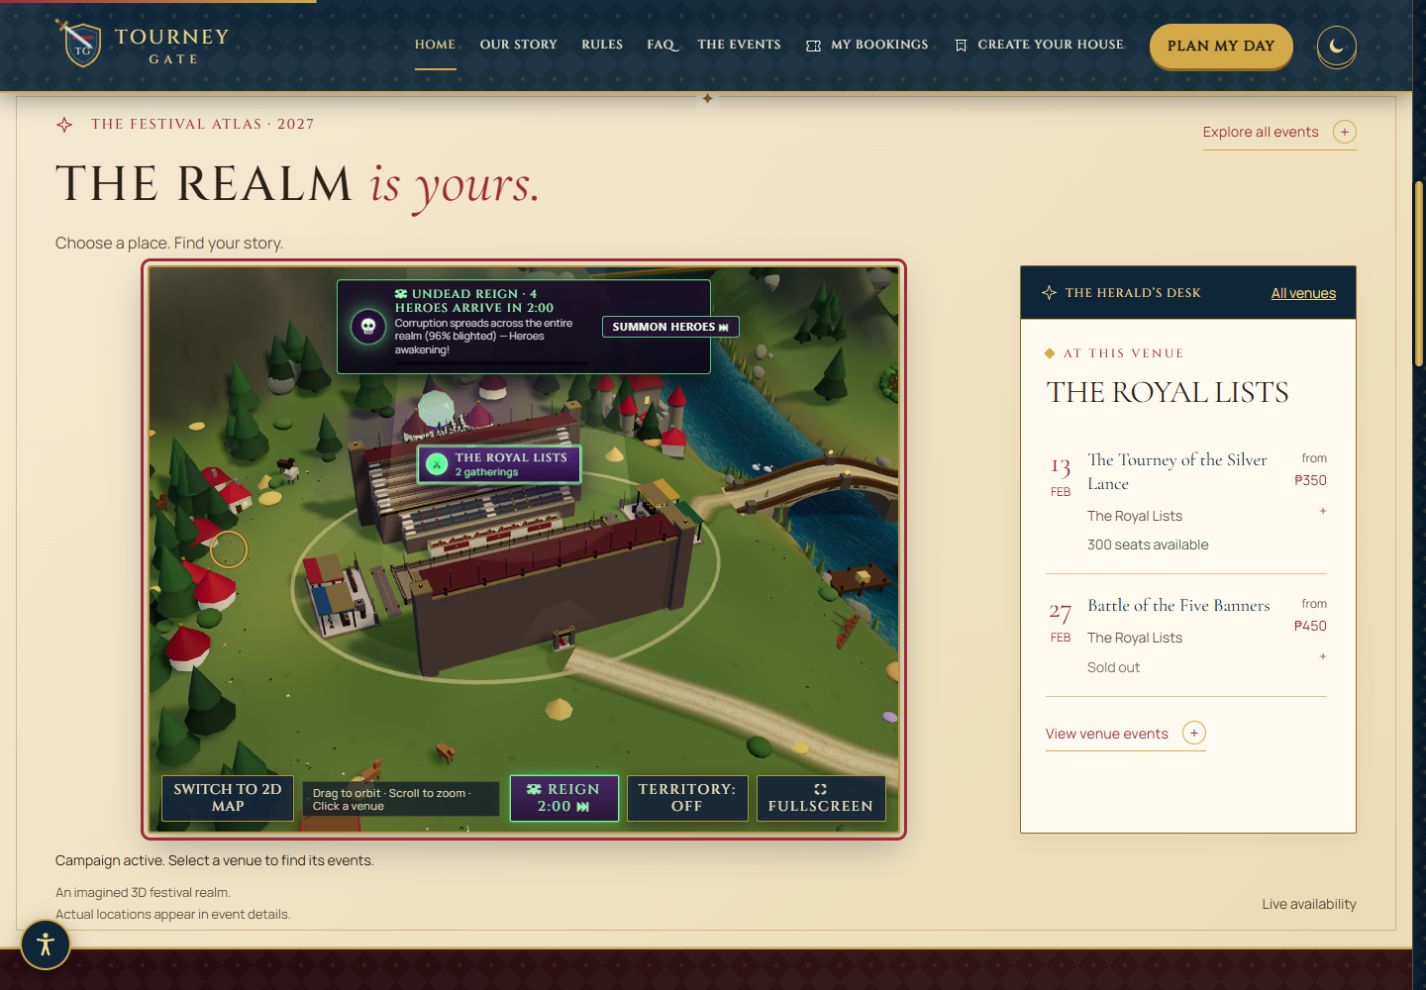 TG
TOURNEY
GATE
HOME
OUR STORY
RULES
FAQ
THE EVENTS
MY BOOKINGS
CREATE YOUR HOUSE
PLAN MY DAY
THE FESTIVAL ATLAS · 2027
Explore all events +
THE REALM is yours.
Choose a place. Find your story.
UNDEAD REIGN · 4
HEROES ARRIVE IN 2:00
Corruption spreads across the entire
realm (96% blighted) — Heroes
awakening!
SUMMON HEROES ⏭
THE ROYAL LISTS
2 gatherings
SWITCH TO 2D
MAP
Drag to orbit · Scroll to zoom ·
Click a venue
REIGN
2:00 ⏭
TERRITORY:
OFF
FULLSCREEN
THE HERALD'S DESK
All venues
AT THIS VENUE
THE ROYAL LISTS
13
FEB
The Tourney of the Silver
Lance
The Royal Lists
300 seats available
from
₱350
+
27
FEB
Battle of the Five Banners
The Royal Lists
Sold out
from
₱450
+
View venue events +
Campaign active. Select a venue to find its events.
An imagined 3D festival realm.
Actual locations appear in event details.
Live availability